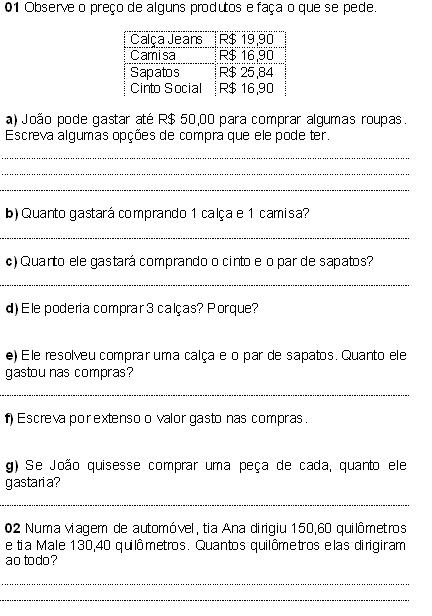 01 Observe o preço de alguns produtos e faça o que se pede.
Calça Jeans R$ 19,90
Camisa R$ 16,90
Sapatos R$ 25,84
Cinto Social R$ 16,90
a) João pode gastar até R$ 50,00 para comprar algumas roupas.
Escreva algumas opções de compra que ele pode ter.
b) Quanto gastará comprando 1 calça e 1 camisa?
c) Quanto ele gastará comprando o cinto e o par de sapatos?
d) Ele poderia comprar 3 calças? Porque?
e) Ele resolveu comprar uma calça e o par de sapatos. Quanto ele
gastou nas compras?
f) Escreva por extenso o valor gasto nas compras.
g) Se João quisesse comprar uma peça de cada, quanto ele
gastaria?
02 Numa viagem de automóvel, tia Ana dirigiu 150,60 quilômetros
e tia Male 130,40 quilômetros. Quantos quilômetros elas dirigiram
ao todo?